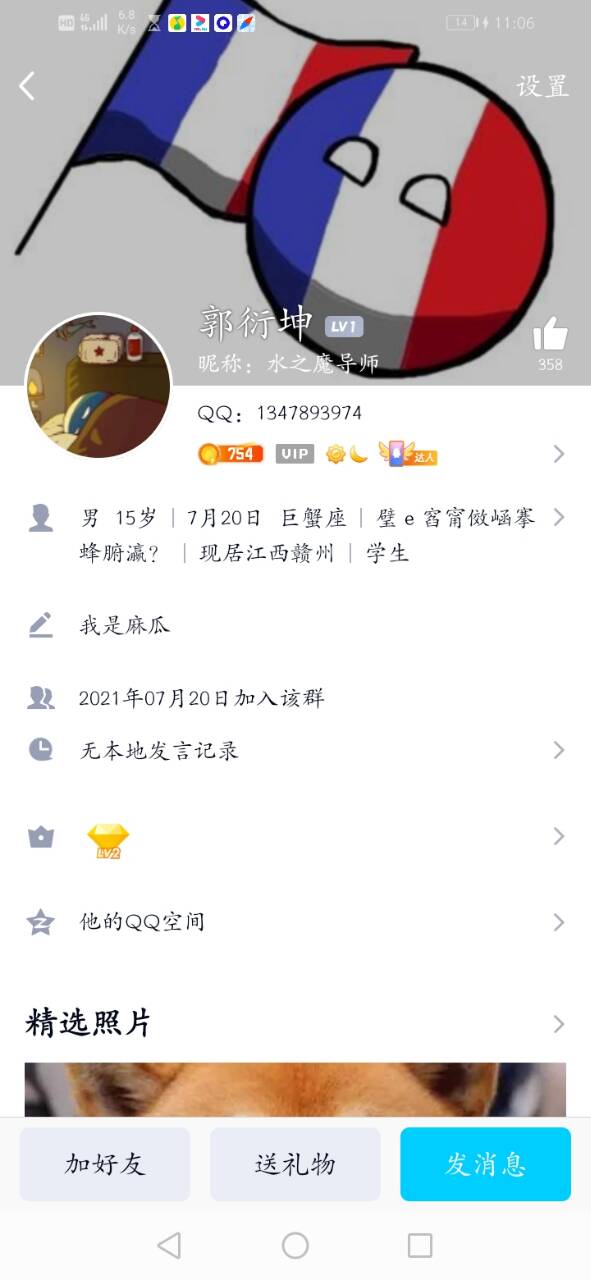 HD 4G 6.8 K/s 14 11:06
设置
郭衍坤 LV1
昵称：水之魔导师
358
QQ：1347893974
754 VIP 达人
男 15岁 | 7月20日 巨蟹座 | 璧e窞甯傚崡搴
蜂腑瀛？ | 现居江西赣州 | 学生
我是麻瓜
2021年07月20日加入该群
无本地发言记录
LV2
他的QQ空间
精选照片
加好友 送礼物 发消息